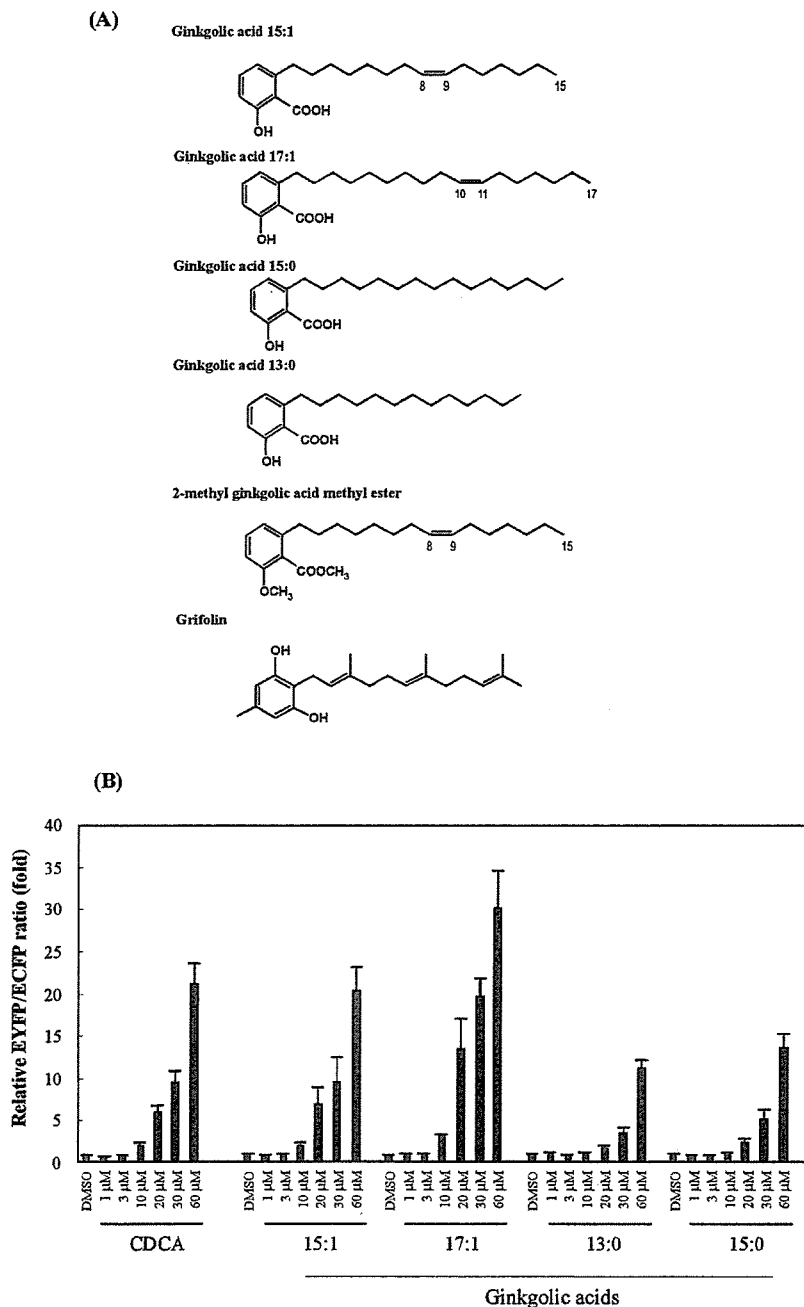 (A)
Ginkgolic acid 15:1
8 9 15
COOH
OH
Ginkgolic acid 17:1
10 11 17
COOH
OH
Ginkgolic acid 15:0
COOH
OH
Ginkgolic acid 13:0
COOH
OH
2-methyl ginkgolic acid methyl ester
8 9 15
COOCH3
OCH3
Grifolin
OH
OH
(B)
Relative EYFP/ECFP ratio (fold)
40
35
30
25
20
15
10
5
0
DMSO 1 µM 3 µM 10 µM 20 µM 30 µM 60 µM DMSO 1 µM 3 µM 10 µM 20 µM 30 µM 60 µM DMSO 1 µM 3 µM 10 µM 20 µM 30 µM 60 µM DMSO 1 µM 3 µM 10 µM 20 µM 30 µM 60 µM DMSO 1 µM 3 µM 10 µM 20 µM 30 µM 60 µM
CDCA 15:1 17:1 13:0 15:0
Ginkgolic acids